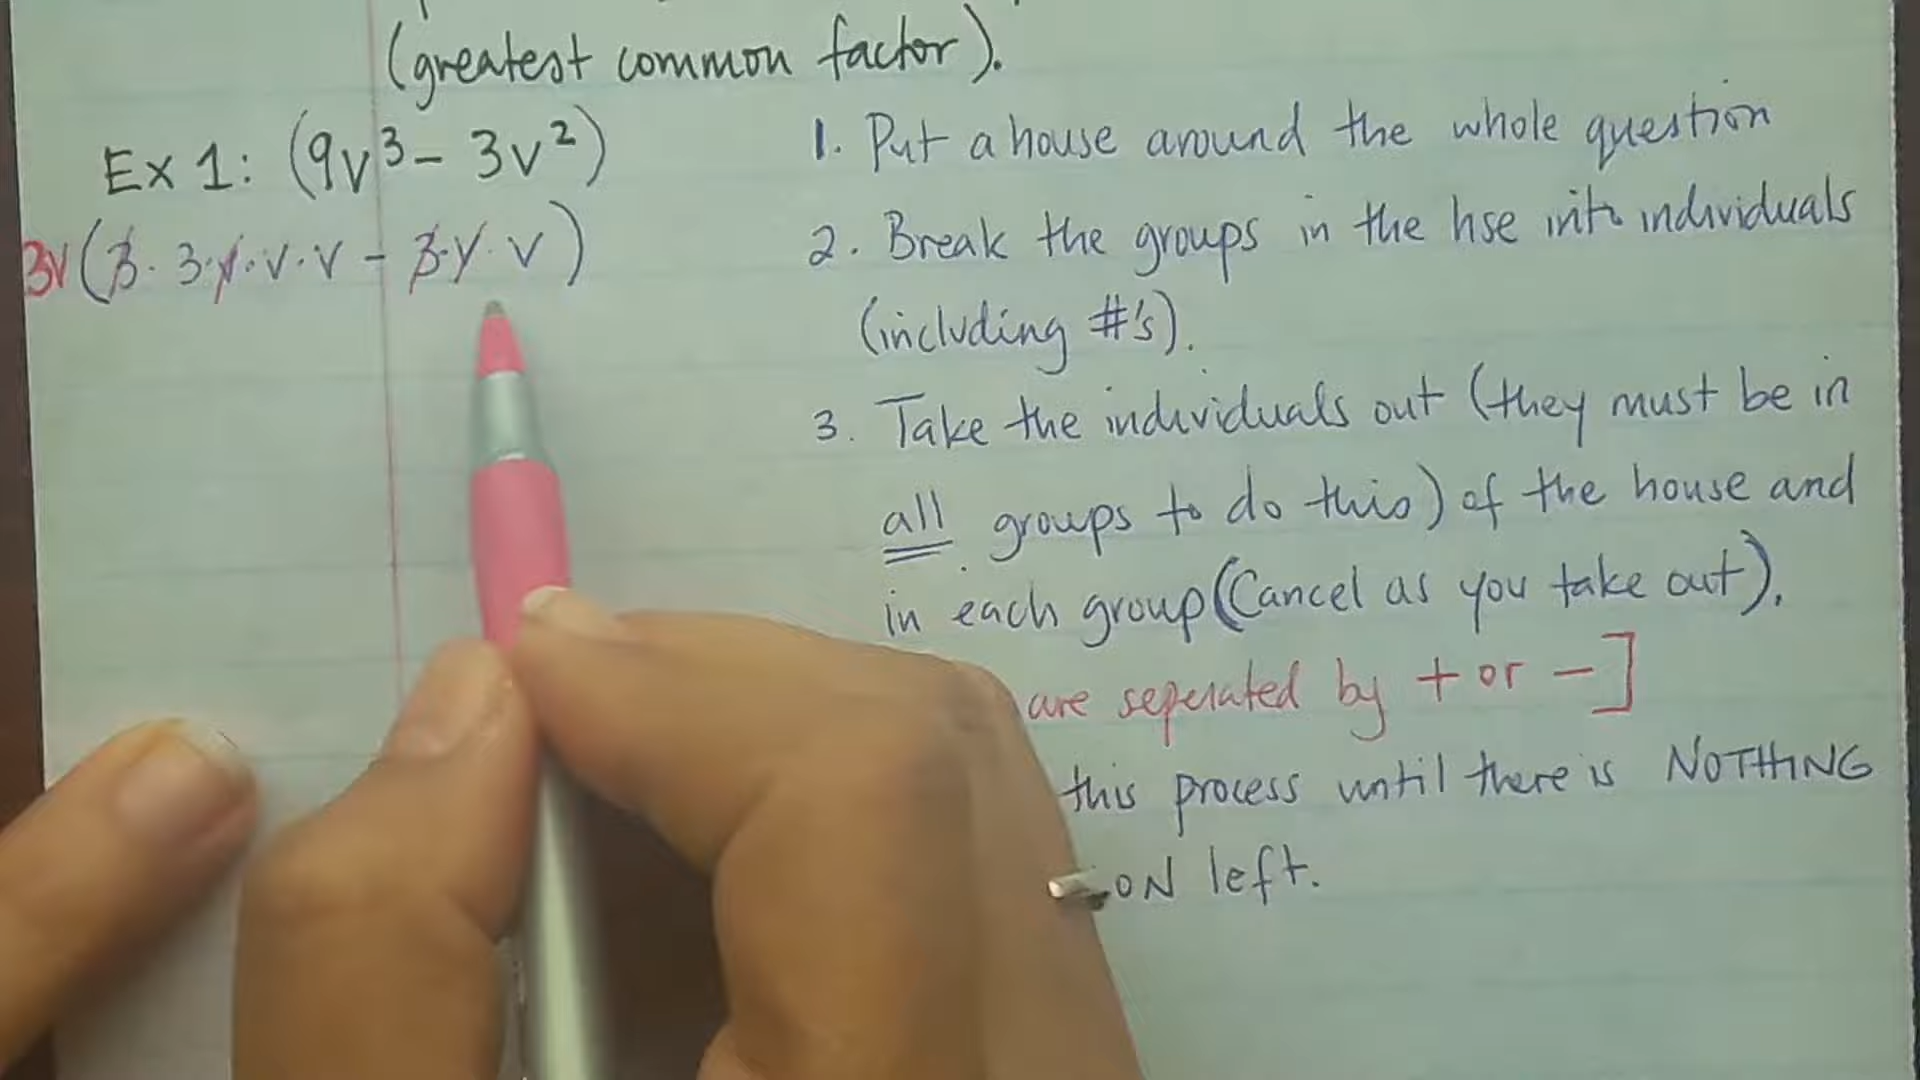 (greatest common factor).
Ex 1: (9v³ - 3v²)
3v(3 · 3 · v · v · v - 3 · v · v)
1. Put a house around the whole question
2. Break the groups in the hse into individuals
(including #'s).
3. Take the individuals out (they must be in
all groups to do this) of the house and
in each group (Cancel as you take out).
are seperated by + or -]
this process until there is NOTHING
ON left.